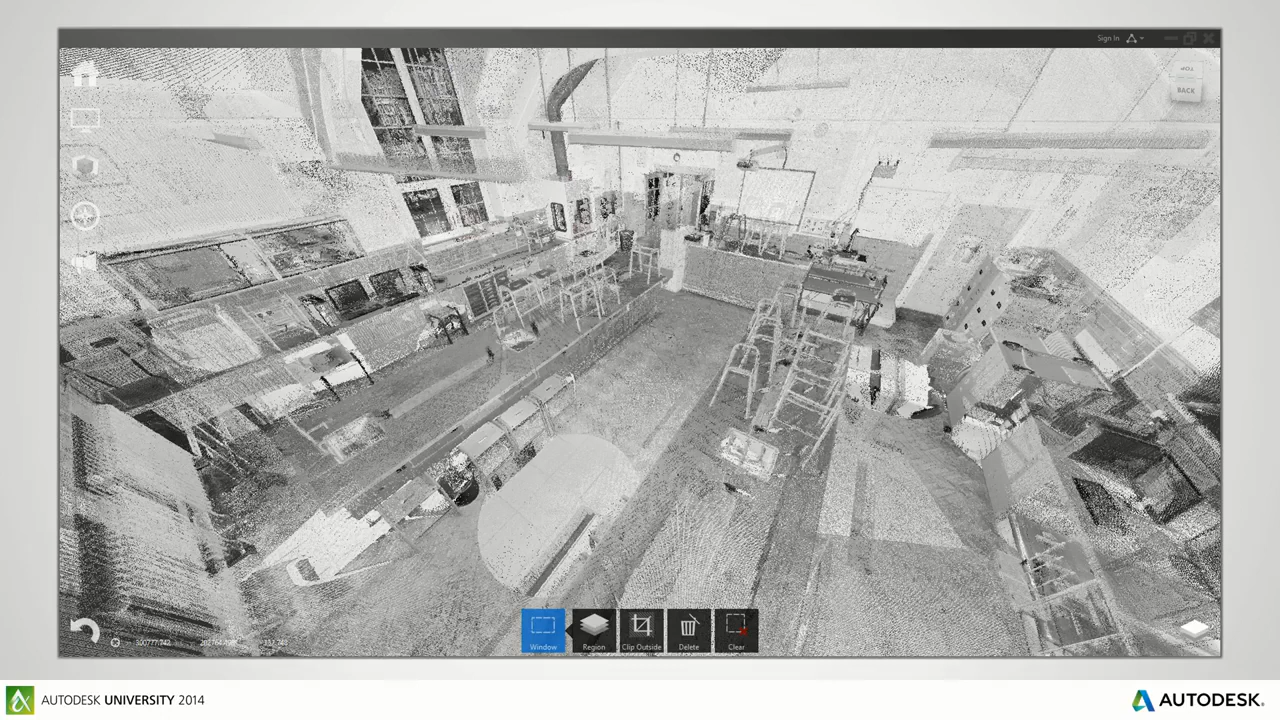 Sign In
BACK
Window
Region
Clip Outside
Delete
Clear
AUTODESK UNIVERSITY 2014
AUTODESK.